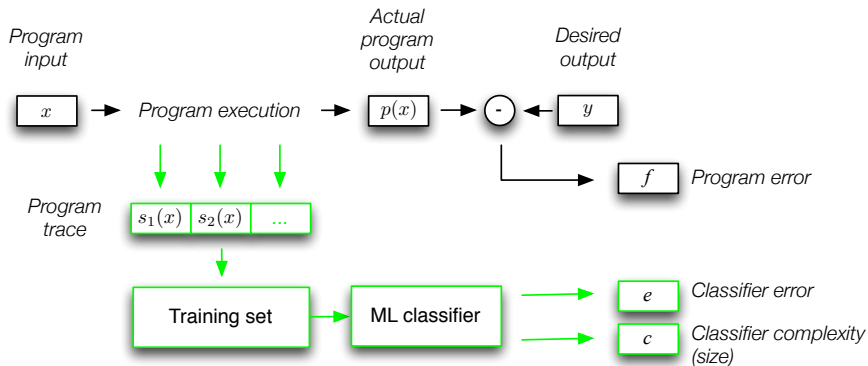 Program
input
Actual
program
output
Desired
output
x
Program execution
p(x)
-
y
f
Program error
Program
trace
s₁(x)
s₂(x)
...
Training set
ML classifier
e
Classifier error
c
Classifier complexity
(size)